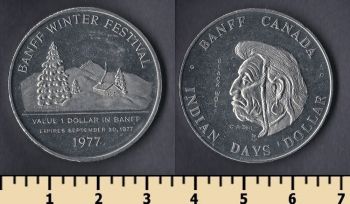 BANFF WINTER FESTIVAL
VALUE 1 DOLLAR IN BANFF
EXPIRES SEPTEMBER 30, 1977
1977
BANFF CANADA
INDIAN DAYS DOLLAR
1 2 3 4 5 6 7